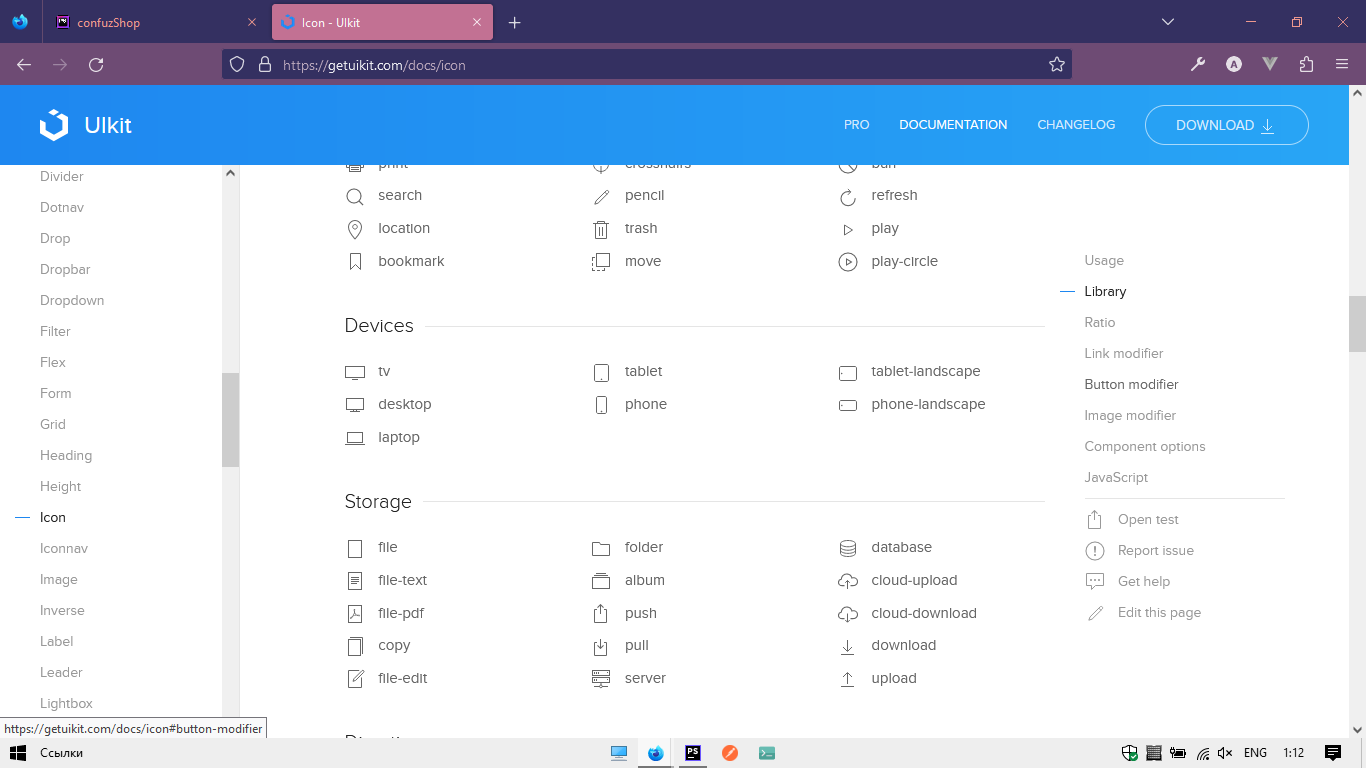 confuzShop
Icon - UIkit
https://getuikit.com/docs/icon
UIkit
PRO
DOCUMENTATION
CHANGELOG
DOWNLOAD
Divider
Dotnav
Drop
Dropbar
Dropdown
Filter
Flex
Form
Grid
Heading
Height
Icon
Iconnav
Image
Inverse
Label
Leader
Lightbox
print crosshairs ban
search pencil refresh
location trash play
bookmark move play-circle
Devices
tv tablet tablet-landscape
desktop phone phone-landscape
laptop
Storage
file folder database
file-text album cloud-upload
file-pdf push cloud-download
copy pull download
file-edit server upload
Usage
Library
Ratio
Link modifier
Button modifier
Image modifier
Component options
JavaScript
Open test
Report issue
Get help
Edit this page
https://getuikit.com/docs/icon#button-modifier
Ссылки
PS
ENG
1:12